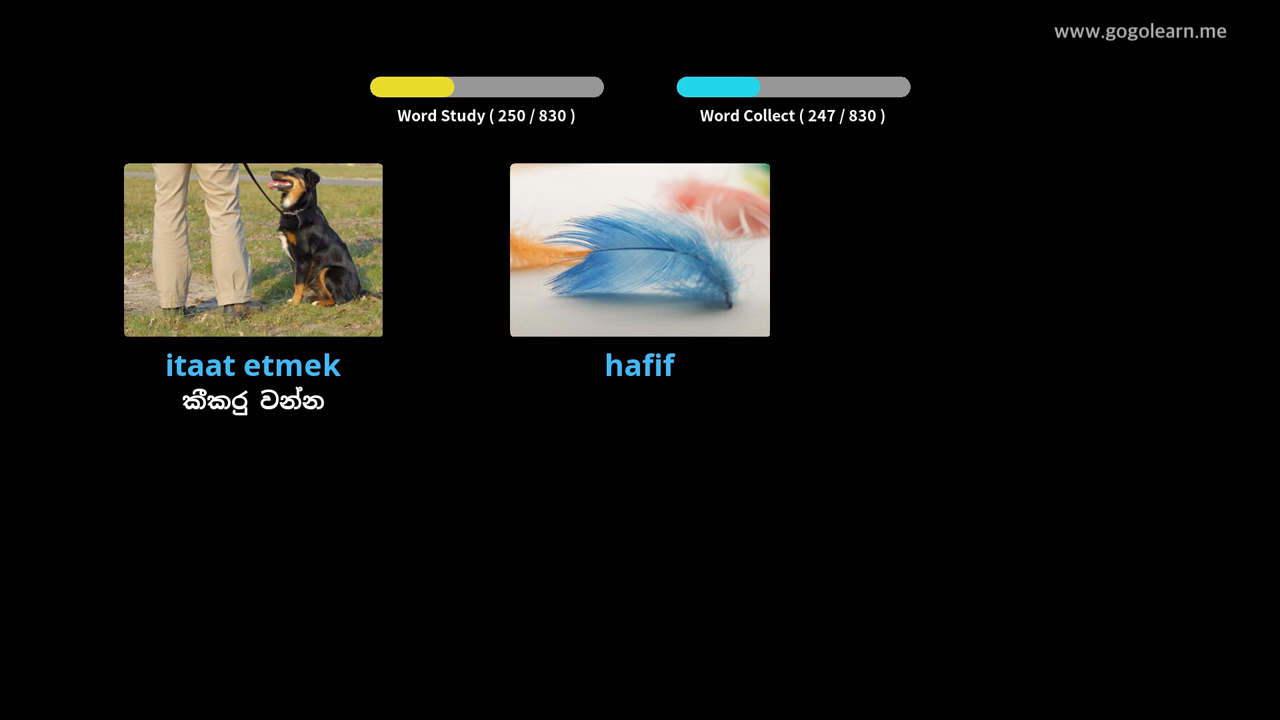 www.gogolearn.me
Word Study ( 250 / 830 )
Word Collect ( 247 / 830 )
itaat etmek
කීකරු වන්න
hafif